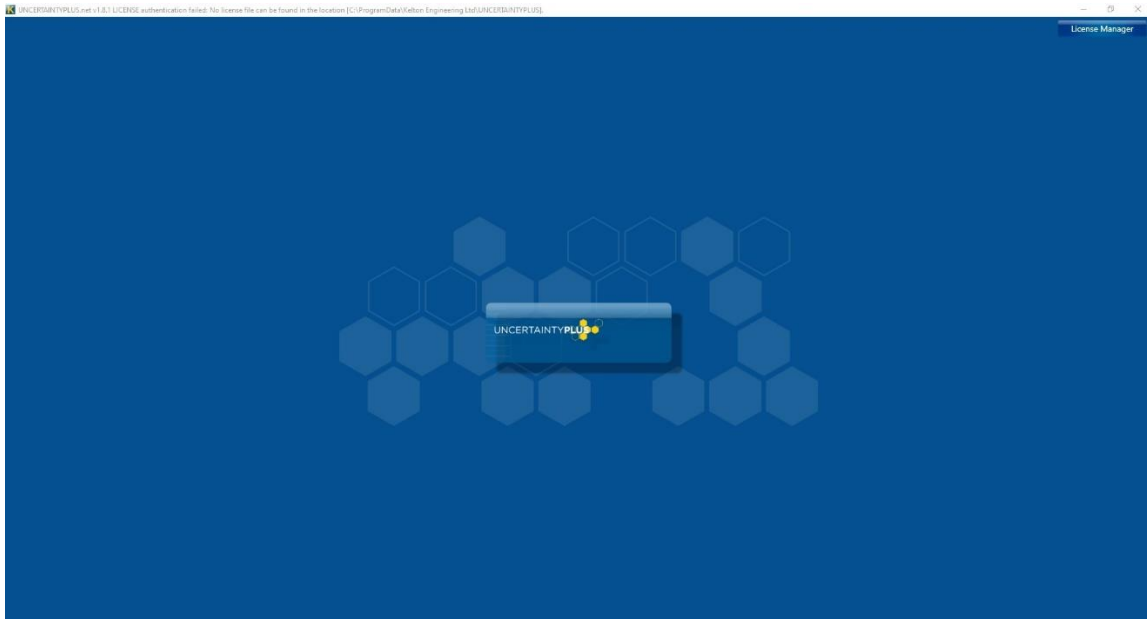 UNCERTAINTYPLUS.net v1.8.1 LICENSE authentication failed: No license file can be found in the location [C:\ProgramData\Kelton Engineering Ltd\UNCERTAINTYPLUS].
License Manager
UNCERTAINTYPLUS